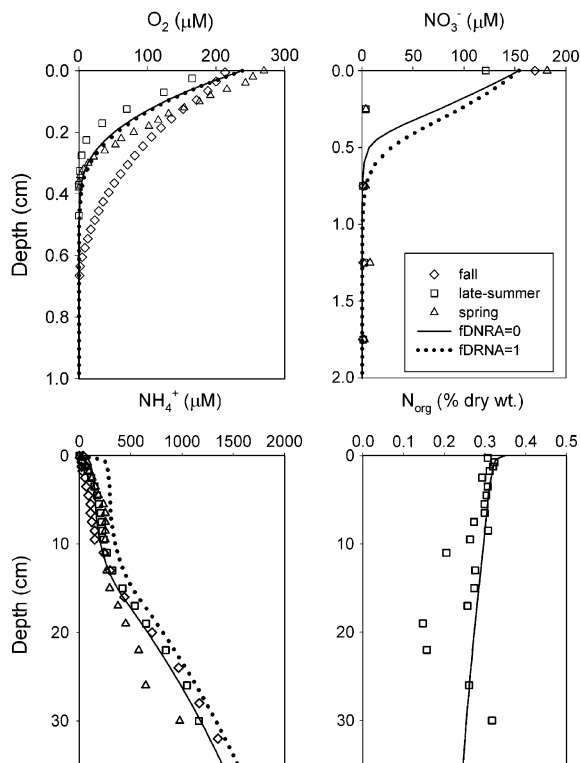 O2 (µM)
0 100 200 300
0.0
0.2
0.4
0.6
0.8
1.0
Depth (cm)
NO3- (µM)
0 50 100 150 200
0.0
0.5
1.0
1.5
2.0
fall
late-summer
spring
fDNRA=0
fDRNA=1
NH4+ (µM)
0 500 1000 1500 2000
0
10
20
30
Depth (cm)
Norg (% dry wt.)
0.0 0.1 0.2 0.3 0.4 0.5
0
10
20
30